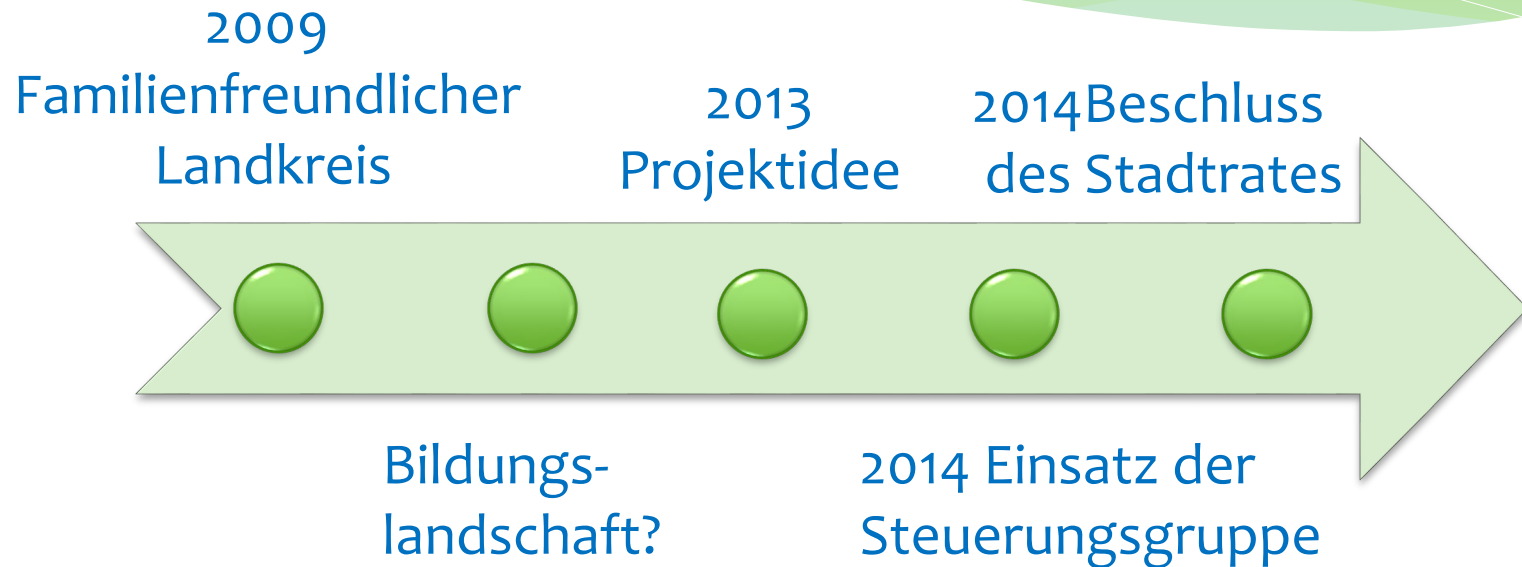 2009
Familienfreundlicher
Landkreis
2013
Projektidee
2014Beschluss
des Stadtrates
Bildungs-
landschaft?
2014 Einsatz der
Steuerungsgruppe